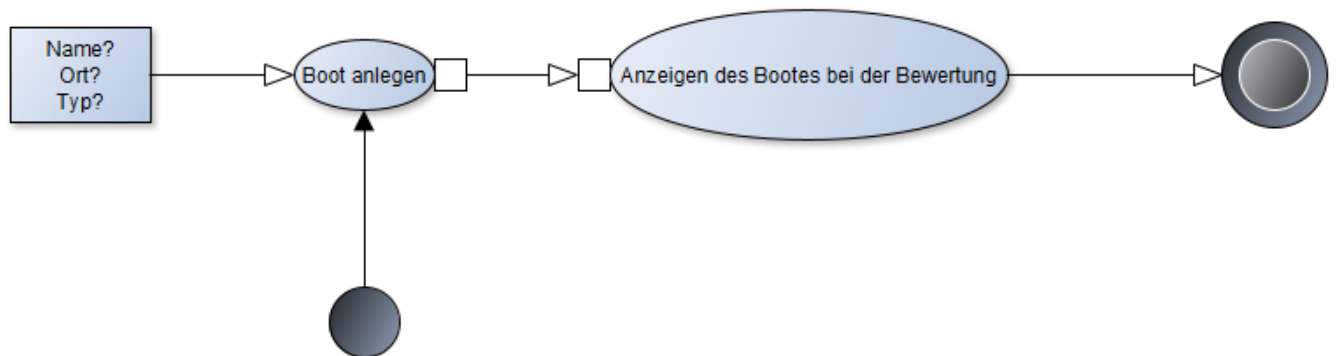 Name?
Ort?
Typ?
Boot anlegen
Anzeigen des Bootes bei der Bewertung